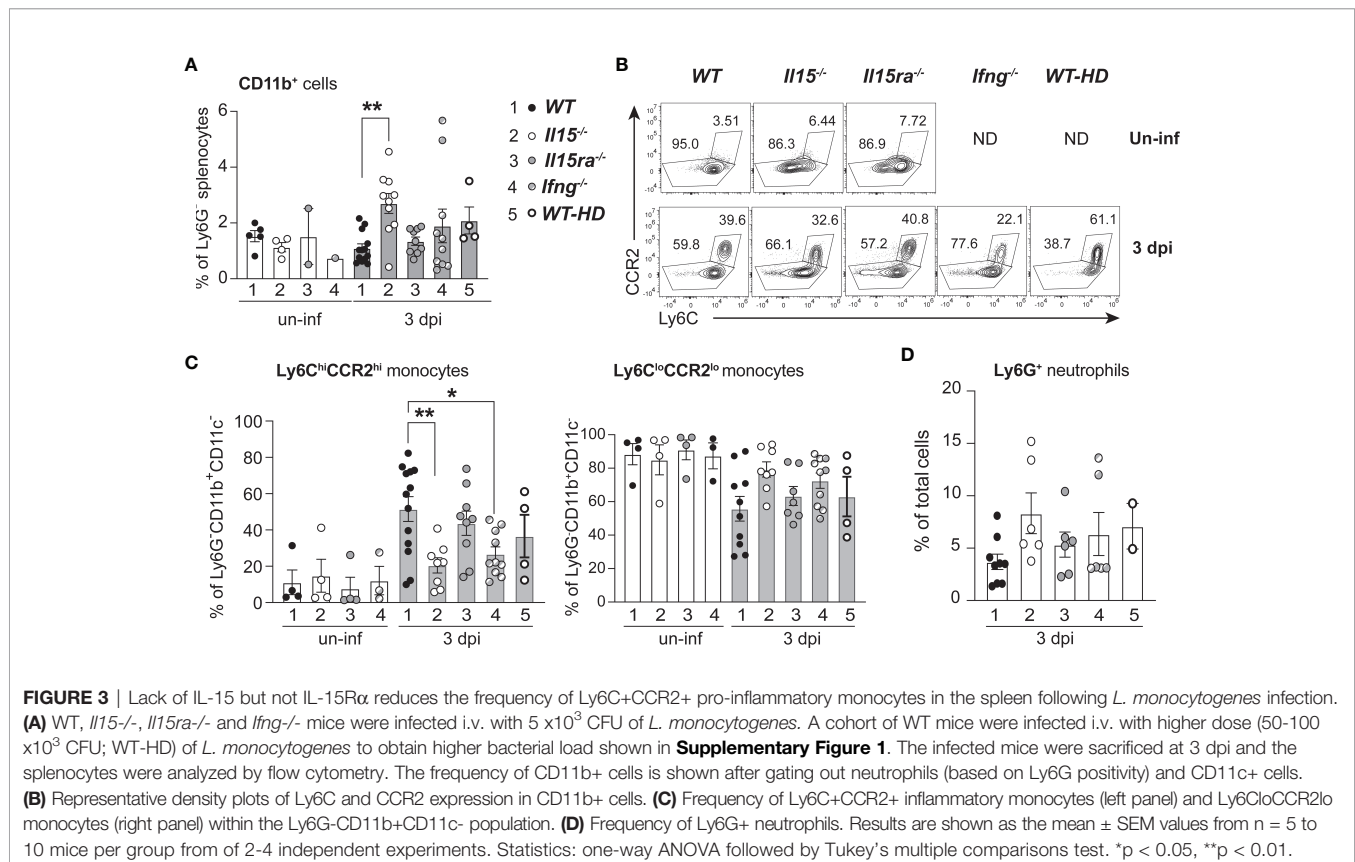 A
CD11b⁺ cells
% of Ly6G⁻ splenocytes
6
4
2
0
**
1 2 3 4 1 2 3 4 5
un-inf 3 dpi
1 ● WT
2 ○ Il15⁻/⁻
3 ● Il15ra⁻/⁻
4 ● Ifng⁻/⁻
5 ○ WT-HD
B
WT Il15⁻/⁻ Il15ra⁻/⁻ Ifng⁻/⁻ WT-HD
3.51 6.44 7.72
95.0 86.3 86.9 ND ND Un-inf
39.6 32.6 40.8 22.1 61.1
59.8 66.1 57.2 77.6 38.7 3 dpi
CCR2
Ly6C
C
Ly6CʰⁱCCR2ʰⁱ monocytes
% of Ly6G⁻CD11b⁺CD11c⁻
100
80
60
40
20
0
*
**
1 2 3 4 1 2 3 4 5
un-inf 3 dpi
Ly6CˡᵒCCR2ˡᵒ monocytes
% of Ly6G⁻CD11b⁺CD11c⁻
100
80
60
40
20
0
1 2 3 4 1 2 3 4 5
un-inf 3 dpi
D
Ly6G⁺ neutrophils
% of total cells
20
15
10
5
0
1 2 3 4 5
3 dpi
FIGURE 3 | Lack of IL-15 but not IL-15Rα reduces the frequency of Ly6C+CCR2+ pro-inflammatory monocytes in the spleen following L. monocytogenes infection.
(A) WT, Il15-/-, Il15ra-/- and Ifng-/- mice were infected i.v. with 5 x10³ CFU of L. monocytogenes. A cohort of WT mice were infected i.v. with higher dose (50-100
x10³ CFU; WT-HD) of L. monocytogenes to obtain higher bacterial load shown in Supplementary Figure 1. The infected mice were sacrificed at 3 dpi and the
splenocytes were analyzed by flow cytometry. The frequency of CD11b+ cells is shown after gating out neutrophils (based on Ly6G positivity) and CD11c+ cells.
(B) Representative density plots of Ly6C and CCR2 expression in CD11b+ cells. (C) Frequency of Ly6C+CCR2+ inflammatory monocytes (left panel) and Ly6CloCCR2lo
monocytes (right panel) within the Ly6G-CD11b+CD11c- population. (D) Frequency of Ly6G+ neutrophils. Results are shown as the mean ± SEM values from n = 5 to
10 mice per group from of 2-4 independent experiments. Statistics: one-way ANOVA followed by Tukey's multiple comparisons test. *p < 0.05, **p < 0.01.